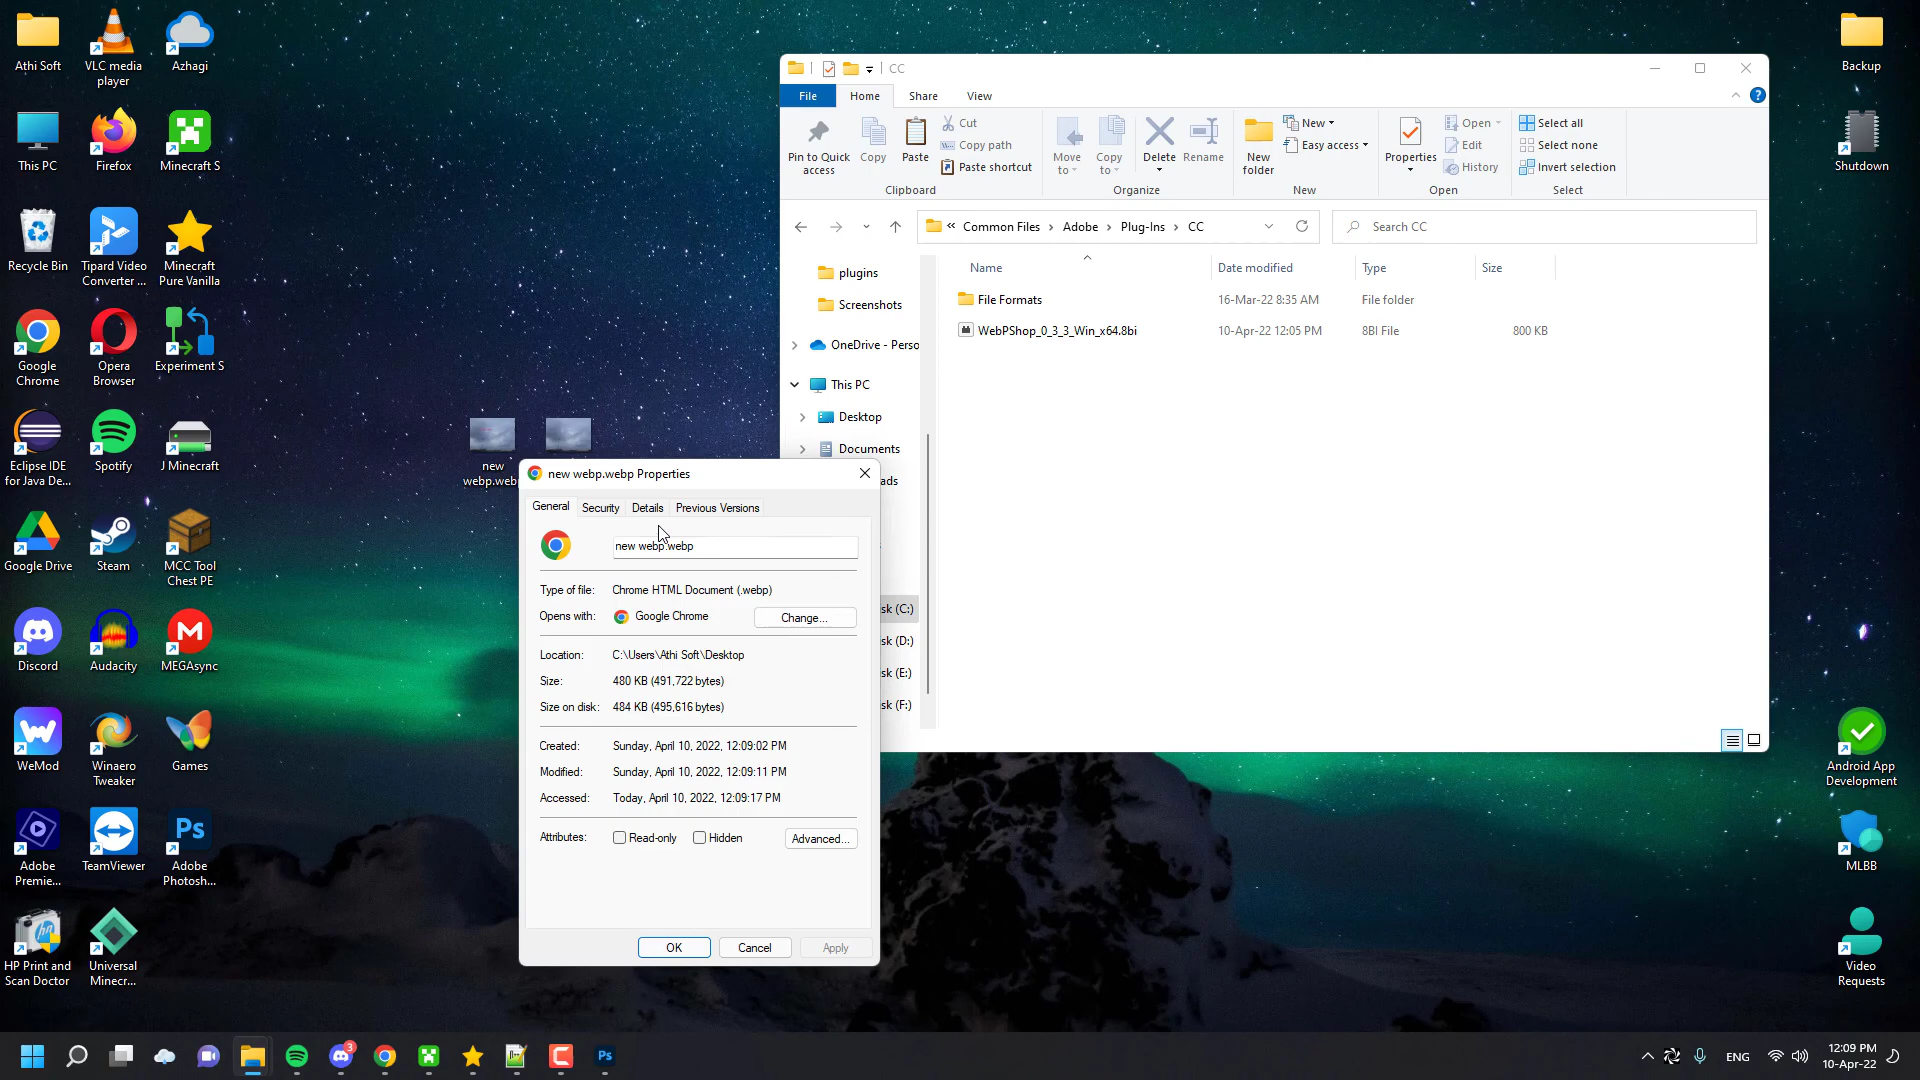 Athi Soft
VLC media
player
Azhagi
This PC
Firefox
Minecraft S
Recycle Bin
Tipard Video
Converter ...
Minecraft
Pure Vanilla
Google
Chrome
Opera
Browser
Experiment S
Eclipse IDE
for Java De...
Spotify
J Minecraft
Google Drive
Steam
MCC Tool
Chest PE
Discord
Audacity
MEGAsync
WeMod
Winaero
Tweaker
Games
Adobe
Premie...
TeamViewer
Ps
Adobe
Photosh...
HP Print and
Scan Doctor
Universal
Minecr...
new
webp.web
CC
File
Home
Share
View
Pin to Quick
access
Copy
Paste
Cut
Copy path
Paste shortcut
Clipboard
Move
to
Copy
to
Delete
Rename
Organize
New
folder
New
Easy access
New
Properties
Open
Edit
History
Open
Select all
Select none
Invert selection
Select
« Common Files › Adobe › Plug-Ins › CC
Search CC
plugins
Screenshots
OneDrive - Perso
This PC
Desktop
Documents
ads
sk (C:)
sk (D:)
sk (E:)
sk (F:)
Name
Date modified
Type
Size
File Formats
16-Mar-22 8:35 AM
File folder
WebPShop_0_3_3_Win_x64.8bi
10-Apr-22 12:05 PM
8BI File
800 KB
new webp.webp Properties
General
Security
Details
Previous Versions
new webp.webp
Type of file:
Chrome HTML Document (.webp)
Opens with:
Google Chrome
Change...
Location:
C:\Users\Athi Soft\Desktop
Size:
480 KB (491,722 bytes)
Size on disk:
484 KB (495,616 bytes)
Created:
Sunday, April 10, 2022, 12:09:02 PM
Modified:
Sunday, April 10, 2022, 12:09:11 PM
Accessed:
Today, April 10, 2022, 12:09:17 PM
Attributes:
Read-only
Hidden
Advanced...
OK
Cancel
Apply
Backup
Shutdown
Android App
Development
MLBB
Video
Requests
3
Ps
ENG
12:09 PM
10-Apr-22